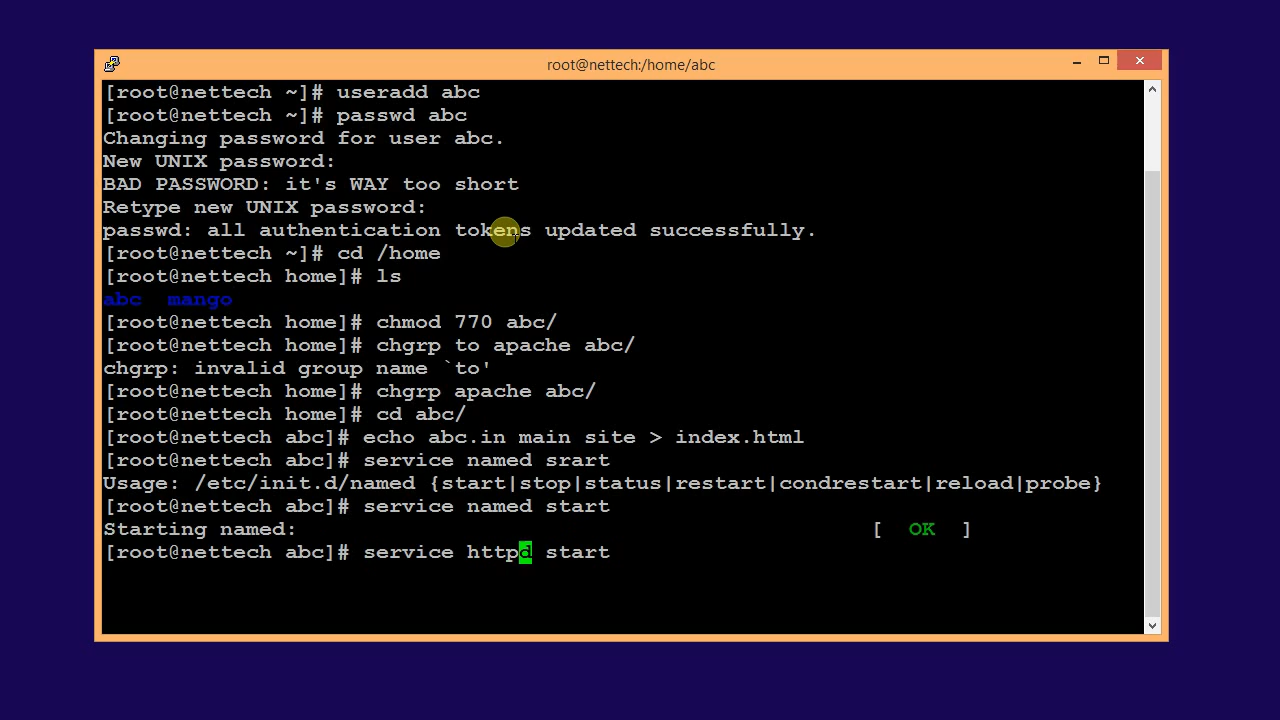 root@nettech:/home/abc
[root@nettech ~]# useradd abc
[root@nettech ~]# passwd abc
Changing password for user abc.
New UNIX password:
BAD PASSWORD: it's WAY too short
Retype new UNIX password:
passwd: all authentication tokens updated successfully.
[root@nettech ~]# cd /home
[root@nettech home]# ls
abc  mango
[root@nettech home]# chmod 770 abc/
[root@nettech home]# chgrp to apache abc/
chgrp: invalid group name `to'
[root@nettech home]# chgrp apache abc/
[root@nettech home]# cd abc/
[root@nettech abc]# echo abc.in main site > index.html
[root@nettech abc]# service named srart
Usage: /etc/init.d/named {start|stop|status|restart|condrestart|reload|probe}
[root@nettech abc]# service named start
Starting named: [  OK  ]
[root@nettech abc]# service httpd start